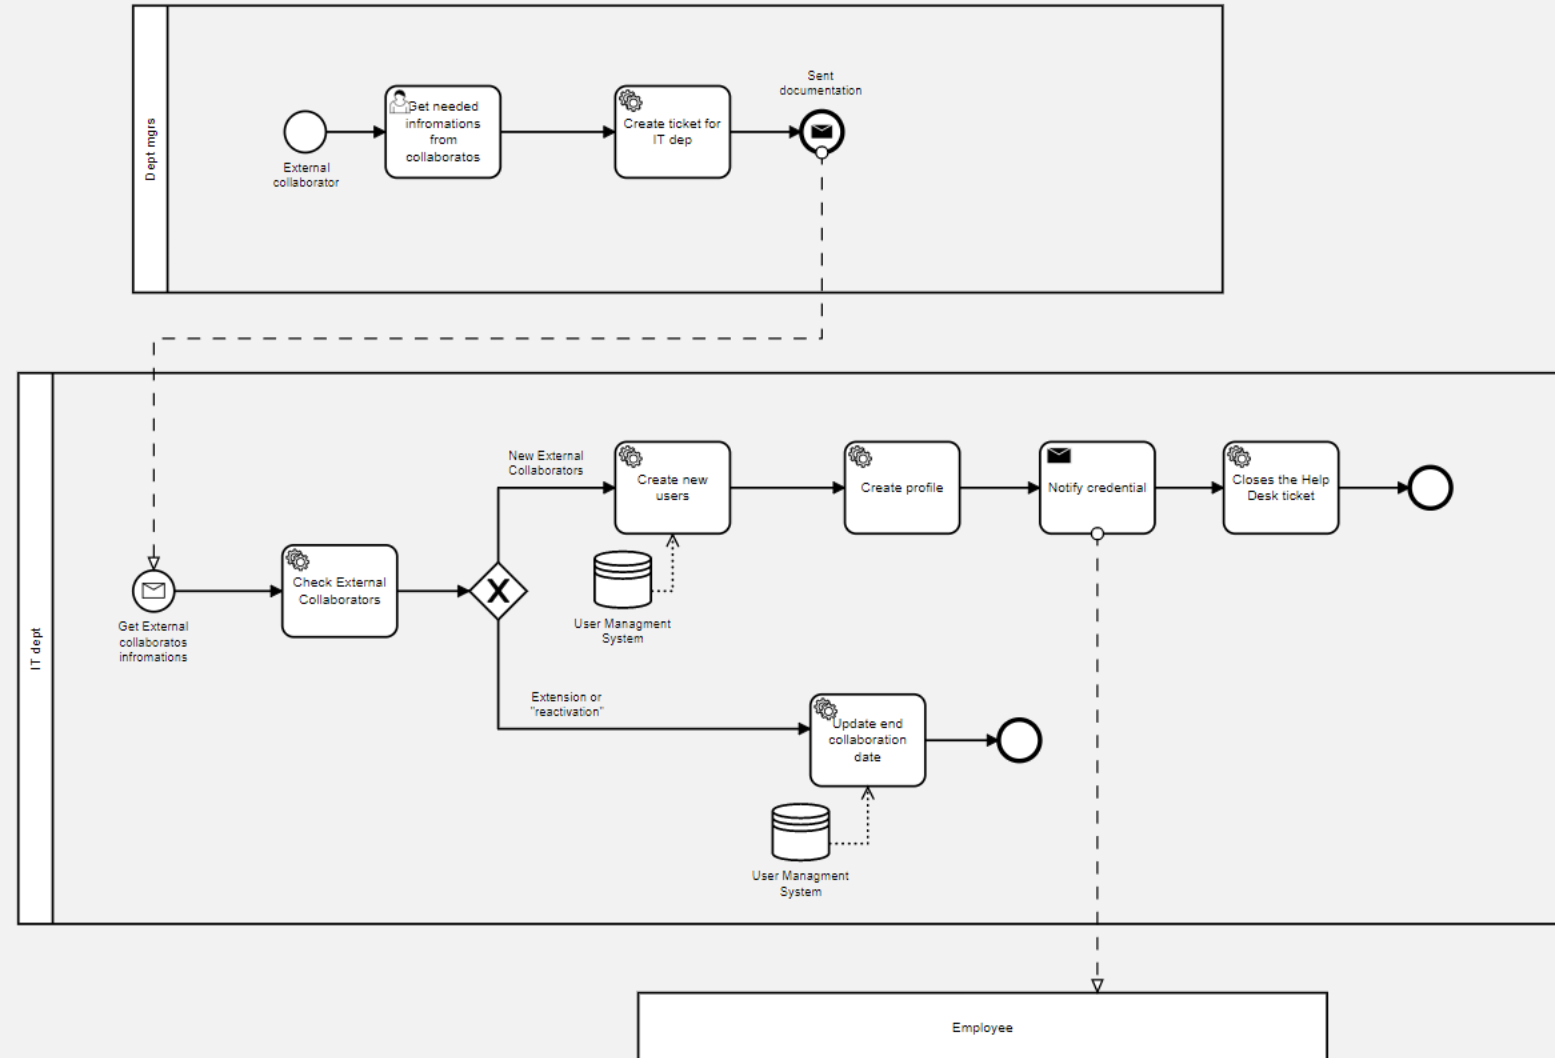 Dept mgrs
External
collaborator
Get needed
infromations
from
collaboratos
Create ticket for
IT dep
Sent
documentation
IT dept
Get External
collaboratos
infromations
Check External
Collaborators
New External
Collaborators
Create new
users
User Managment
System
Create profile
Notify credential
Closes the Help
Desk ticket
Extension or
"reactivation"
Update end
collaboration
date
User Managment
System
Employee